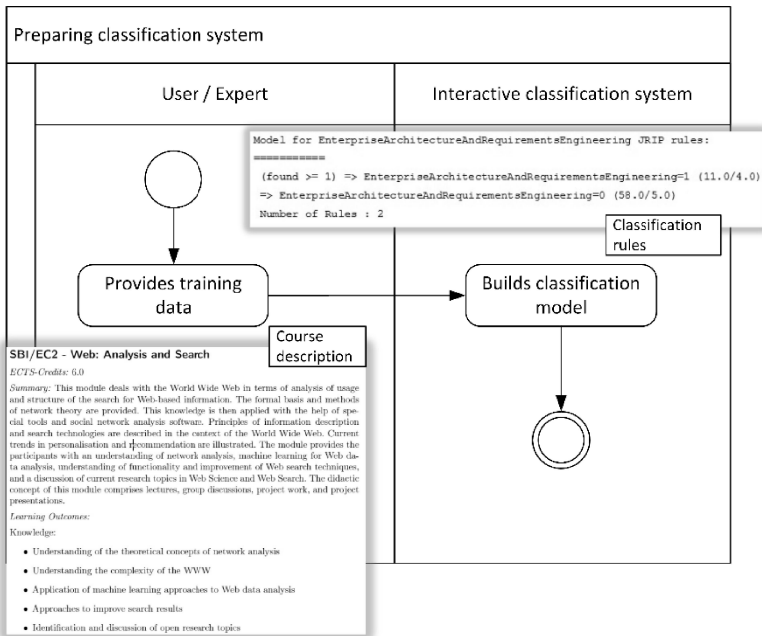 Preparing classification system
User / Expert
Interactive classification system
Model for EnterpriseArchitectureAndRequirementsEngineering JRIP rules:
===========
(found >= 1) => EnterpriseArchitectureAndRequirementsEngineering=1 (11.0/4.0)
=> EnterpriseArchitectureAndRequirementsEngineering=0 (58.0/5.0)
Number of Rules : 2
Classification
rules
Provides training
data
Builds classification
model
Course
description
SBI/EC2 - Web: Analysis and Search
ECTS-Credits: 6.0
Summary: This module deals with the World Wide Web in terms of analysis of usage
and structure of the search for Web-based information. The formal basis and methods
of network theory are provided. This knowledge is then applied with the help of spe-
cial tools and social network analysis software. Principles of information description
and search technologies are described in the context of the World Wide Web. Current
trends in personalisation and recommendation are illustrated. The module provides the
participants with an understanding of network analysis, machine learning for Web da-
ta analysis, understanding of functionality and improvement of Web search techniques,
and a discussion of current research topics in Web Science and Web Search. The didactic
concept of this module comprises lectures, group discussions, project work, and project
presentations.
Learning Outcomes:
Knowledge:
• Understanding of the theoretical concepts of network analysis
• Understanding the complexity of the WWW
• Application of machine learning approaches to Web data analysis
• Approaches to improve search results
• Identification and discussion of open research topics